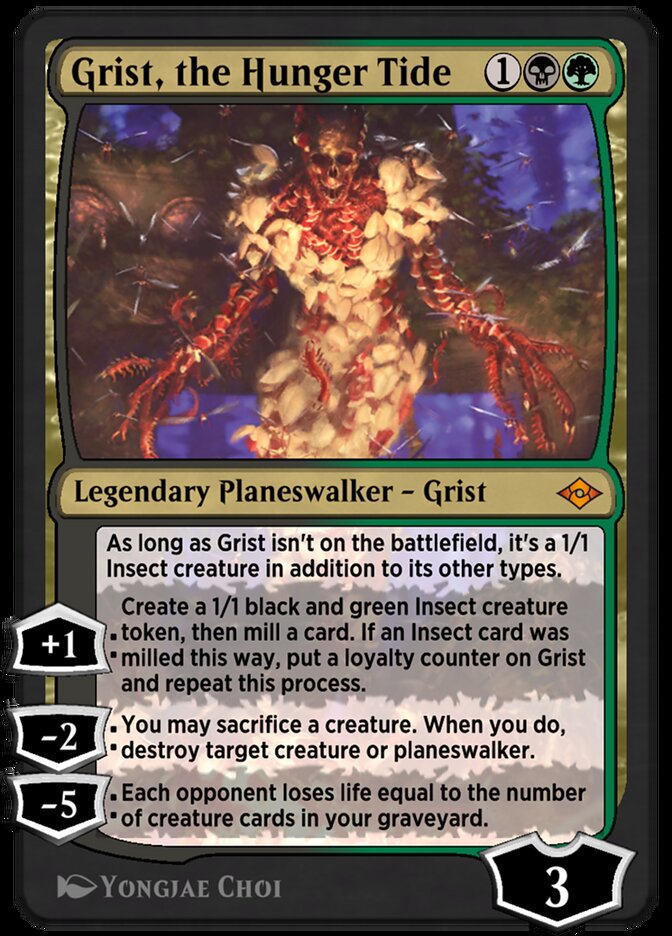 Grist, the Hunger Tide 1
Legendary Planeswalker – Grist
As long as Grist isn't on the battlefield, it's a 1/1
Insect creature in addition to its other types.
+1
Create a 1/1 black and green Insect creature
token, then mill a card. If an Insect card was
milled this way, put a loyalty counter on Grist
and repeat this process.
-2
You may sacrifice a creature. When you do,
destroy target creature or planeswalker.
-5
Each opponent loses life equal to the number
of creature cards in your graveyard.
Yongjae Choi
3